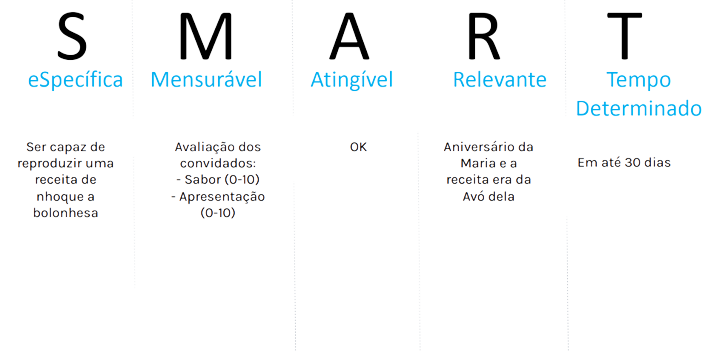 S M A R T
eSpecífica Mensurável Atingível Relevante Tempo
Determinado
Ser capaz de
reproduzir uma
receita de
nhoque a
bolonhesa
Avaliação dos
convidados:
- Sabor (0-10)
- Apresentação
(0-10)
OK
Aniversário da
Maria e a
receita era da
Avó dela
Em até 30 dias